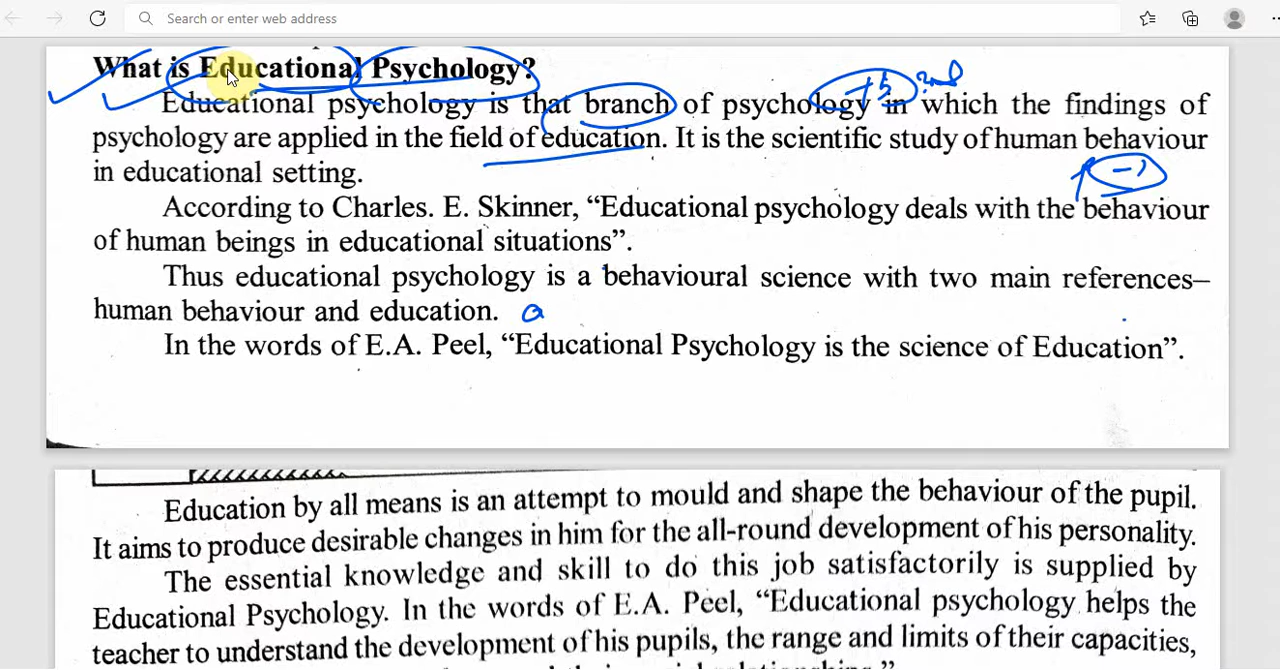 Search or enter web address
What is Educational Psychology?
Educational psychology is that branch of psychology in which the findings of
psychology are applied in the field of education. It is the scientific study of human behaviour
in educational setting.
According to Charles. E. Skinner, “Educational psychology deals with the behaviour
of human beings in educational situations”.
Thus educational psychology is a behavioural science with two main references–
human behaviour and education.
In the words of E.A. Peel, “Educational Psychology is the science of Education”.
Education by all means is an attempt to mould and shape the behaviour of the pupil.
It aims to produce desirable changes in him for the all-round development of his personality.
The essential knowledge and skill to do this job satisfactorily is supplied by
Educational Psychology. In the words of E.A. Peel, “Educational psychology helps the
teacher to understand the development of his pupils, the range and limits of their capacities,